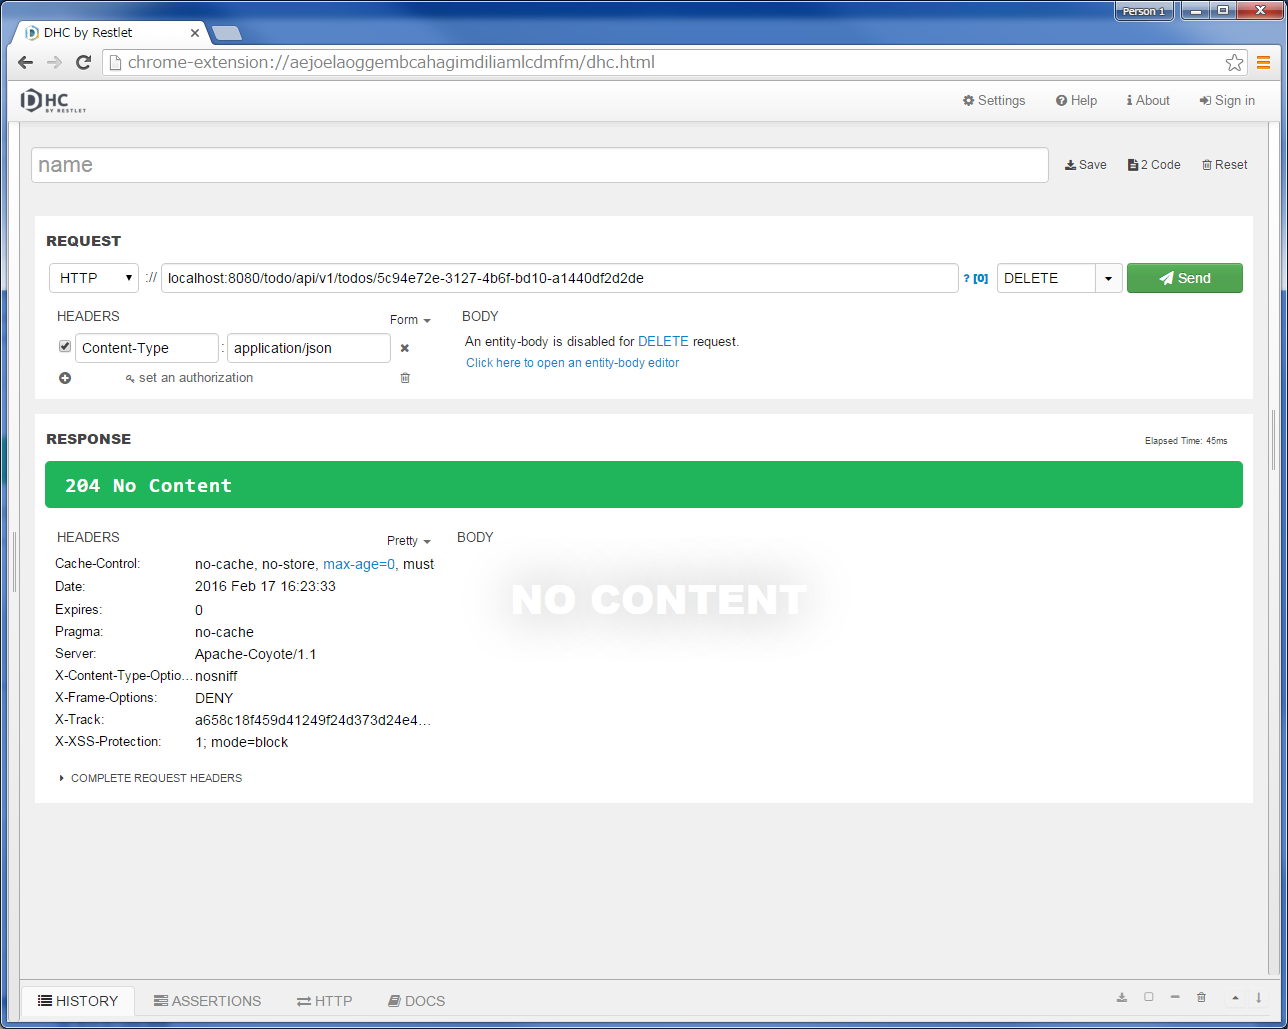 Person 1
DHC by Restlet
chrome-extension://aejoelaoggembcahagimdiliamlcdmfm/dhc.html
DHC BY RESTLET
Settings Help About Sign in
name Save 2 Code Reset
REQUEST
HTTP :// localhost:8080/todo/api/v1/todos/5c94e72e-3127-4b6f-bd10-a1440df2d2de ? [0] DELETE Send
HEADERS Form BODY
Content-Type : application/json An entity-body is disabled for DELETE request.
Click here to open an entity-body editor
set an authorization
RESPONSE Elapsed Time: 45ms
204 No Content
HEADERS Pretty BODY
Cache-Control: no-cache, no-store, max-age=0, must
Date: 2016 Feb 17 16:23:33
Expires: 0
NO CONTENT
Pragma: no-cache
Server: Apache-Coyote/1.1
X-Content-Type-Optio... nosniff
X-Frame-Options: DENY
X-Track: a658c18f459d41249f24d373d24e4...
X-XSS-Protection: 1; mode=block
COMPLETE REQUEST HEADERS
HISTORY ASSERTIONS HTTP DOCS